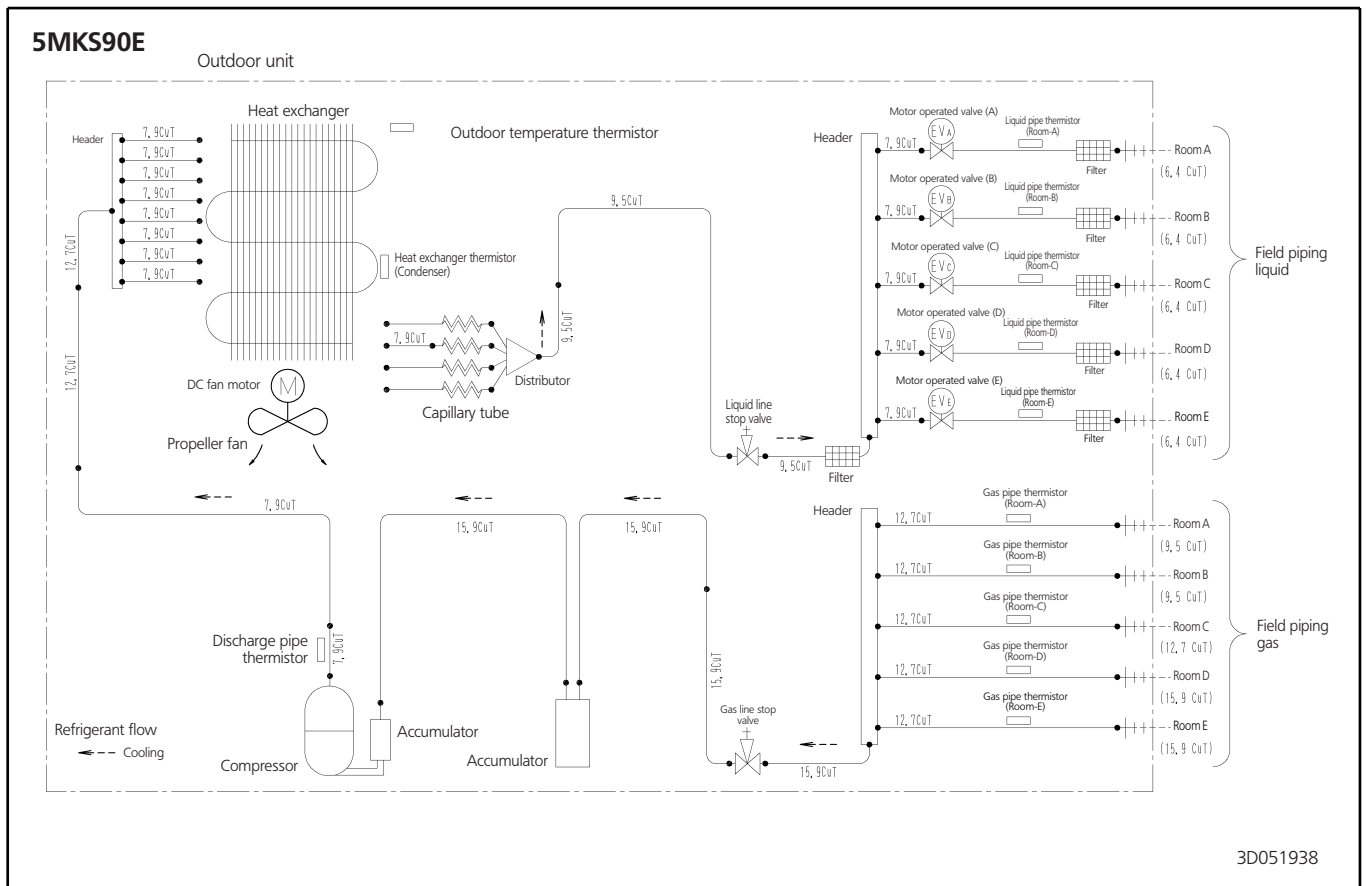 5MKS90E
Outdoor unit
Heat exchanger
Header
7.9CuT
7.9CuT
7.9CuT
7.9CuT
7.9CuT
7.9CuT
7.9CuT
7.9CuT
12.7CuT
12.7CuT
Outdoor temperature thermistor
Heat exchanger thermistor
(Condenser)
7.9CuT
Capillary tube
Distributor
9.5CuT
9.5CuT
DC fan motor
M
Propeller fan
Liquid line
stop valve
9.5CuT
Filter
Header
Motor operated valve (A)
7.9CuT
EVA
Liquid pipe thermistor
(Room-A)
Filter
Room A
(6.4 CuT)
Motor operated valve (B)
7.9CuT
EVB
Liquid pipe thermistor
(Room-B)
Filter
Room B
(6.4 CuT)
Motor operated valve (C)
7.9CuT
EVC
Liquid pipe thermistor
(Room-C)
Filter
Room C
(6.4 CuT)
Motor operated valve (D)
7.9CuT
EVD
Liquid pipe thermistor
(Room-D)
Filter
Room D
(6.4 CuT)
Motor operated valve (E)
7.9CuT
EVE
Liquid pipe thermistor
(Room-E)
Filter
Room E
(6.4 CuT)
Field piping
liquid
7.9CuT
15.9CuT
15.9CuT
Discharge pipe
thermistor
7.9CuT
Compressor
Accumulator
Accumulator
15.9CuT
Gas line stop
valve
15.9CuT
Header
12.7CuT
Gas pipe thermistor
(Room-A)
Room A
(9.5 CuT)
12.7CuT
Gas pipe thermistor
(Room-B)
Room B
(9.5 CuT)
12.7CuT
Gas pipe thermistor
(Room-C)
Room C
(12.7 CuT)
12.7CuT
Gas pipe thermistor
(Room-D)
Room D
(15.9 CuT)
12.7CuT
Gas pipe thermistor
(Room-E)
Room E
(15.9 CuT)
Field piping
gas
Refrigerant flow
Cooling
3D051938